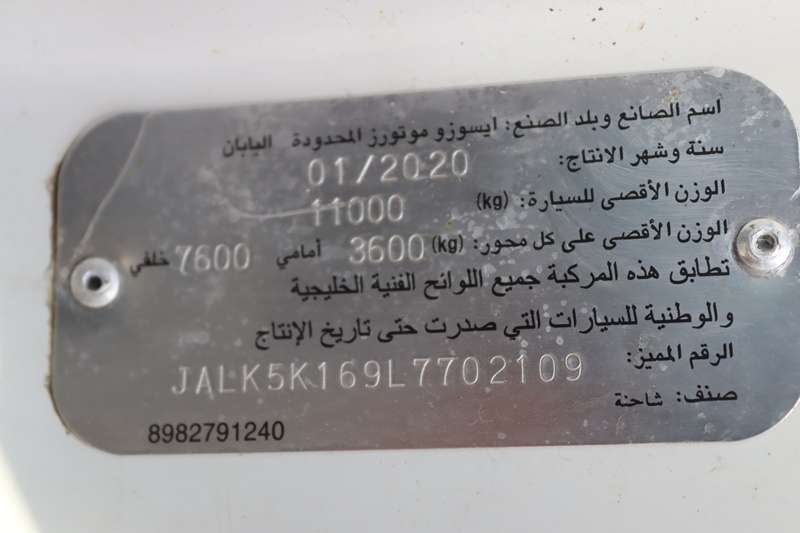 اسم الصانع وبلد الصنع: ايسوزو موتورز المحدودة اليابان
سنة وشهر الانتاج: 01/2020
الوزن الأقصى للسيارة: (kg) 11000
الوزن الأقصى على كل محور: (kg) 3600 أمامي 7600 خلفي
تطابق هذه المركبة جميع اللوائح الفنية الخليجية
والوطنية للسيارات التي صدرت حتى تاريخ الإنتاج
الرقم المميز: JALK5K169L7702109
صنف: شاحنة
8982791240